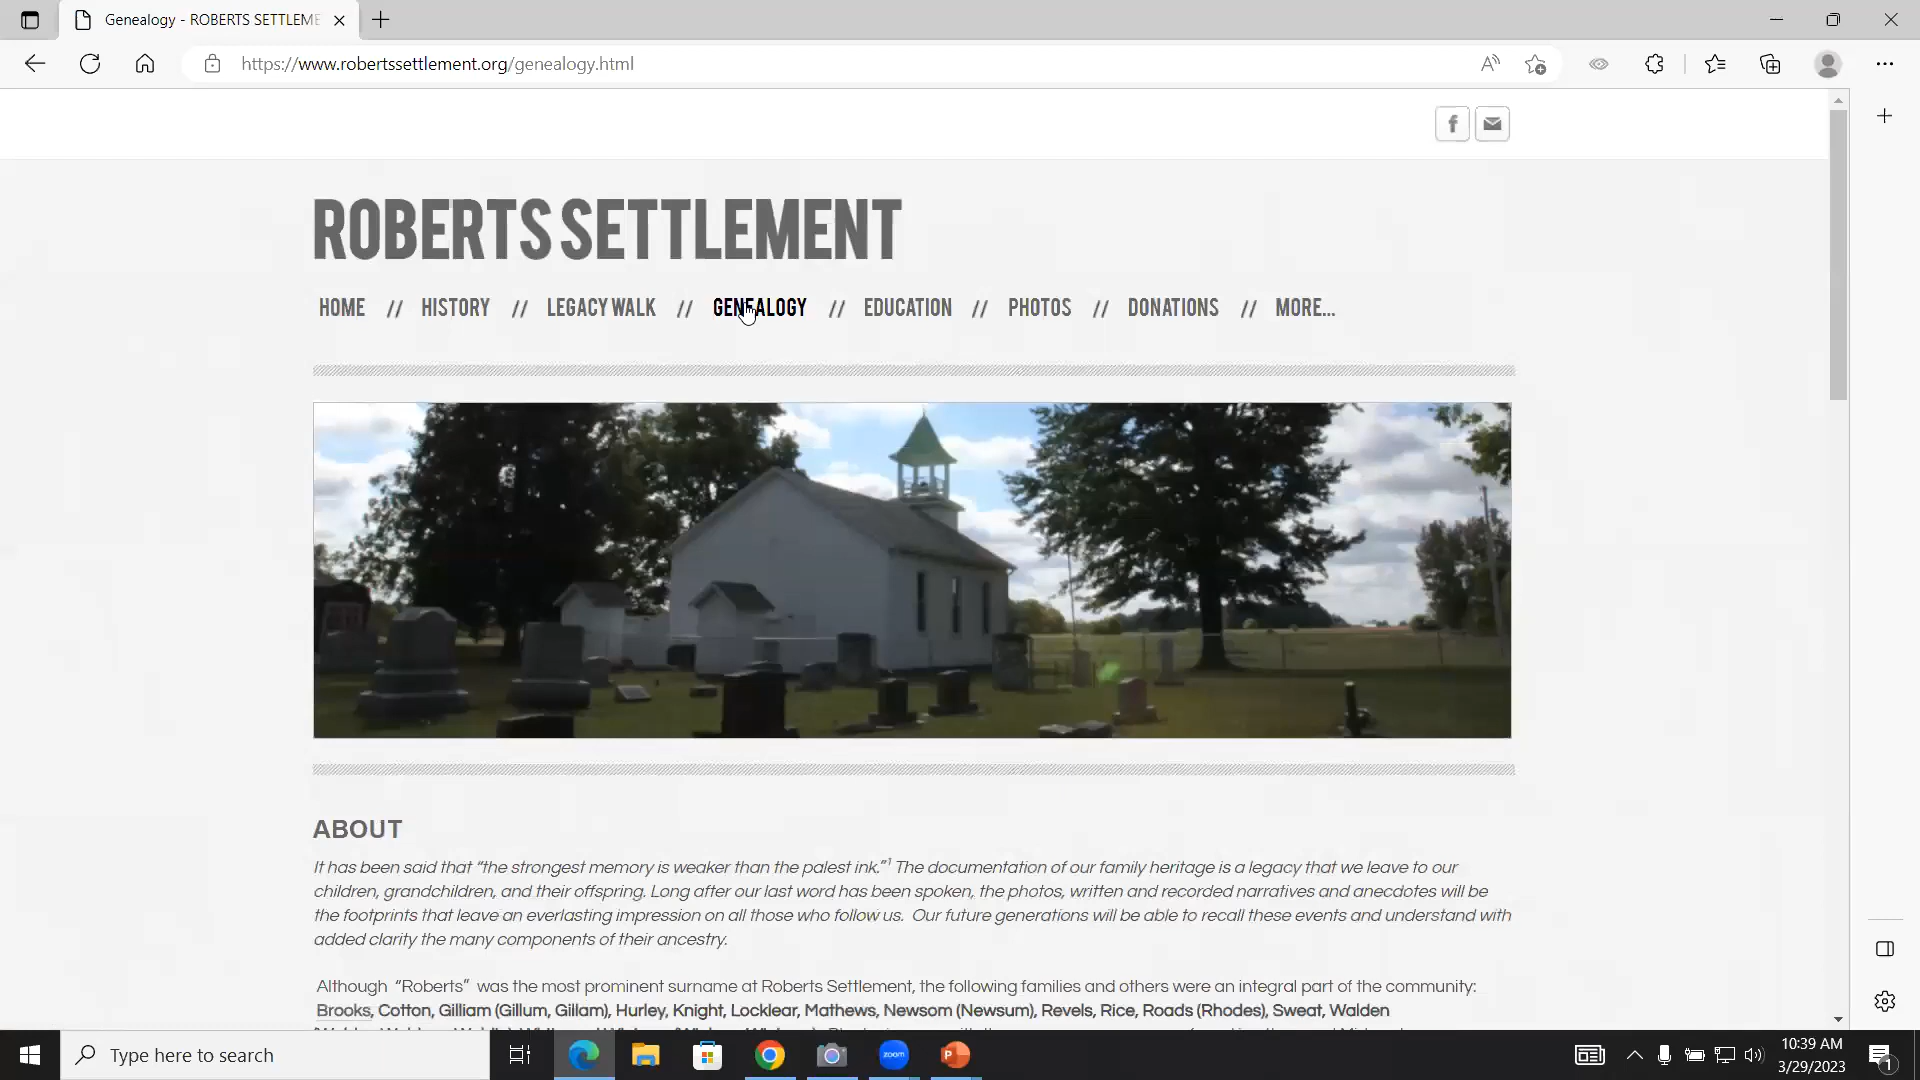 Genealogy - ROBERTS SETTLEME
https://www.robertssettlement.org/genealogy.html
ROBERTS SETTLEMENT
HOME // HISTORY // LEGACY WALK // GENEALOGY // EDUCATION // PHOTOS // DONATIONS // MORE...
ABOUT
It has been said that “the strongest memory is weaker than the palest ink.”1 The documentation of our family heritage is a legacy that we leave to our
children, grandchildren, and their offspring. Long after our last word has been spoken, the photos, written and recorded narratives and anecdotes will be
the footprints that leave an everlasting impression on all those who follow us. Our future generations will be able to recall these events and understand with
added clarity the many components of their ancestry.
Although “Roberts” was the most prominent surname at Roberts Settlement, the following families and others were an integral part of the community:
Brooks, Cotton, Gilliam (Gillum, Gillam), Hurley, Knight, Locklear, Mathews, Newsom (Newsum), Revels, Rice, Roads (Rhodes), Sweat, Walden
Type here to search
zoom
10:39 AM
3/29/2023
1